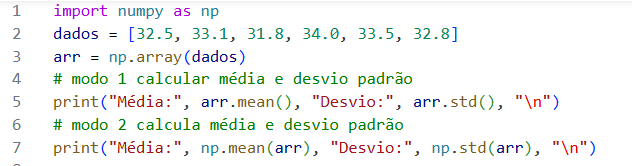 1 import numpy as np
2 dados = [32.5, 33.1, 31.8, 34.0, 33.5, 32.8]
3 arr = np.array(dados)
4 # modo 1 calcular média e desvio padrão
5 print("Média:", arr.mean(), "Desvio:", arr.std(), "\n")
6 # modo 2 calcula média e desvio padrão
7 print("Média:", np.mean(arr), "Desvio:", np.std(arr), "\n")